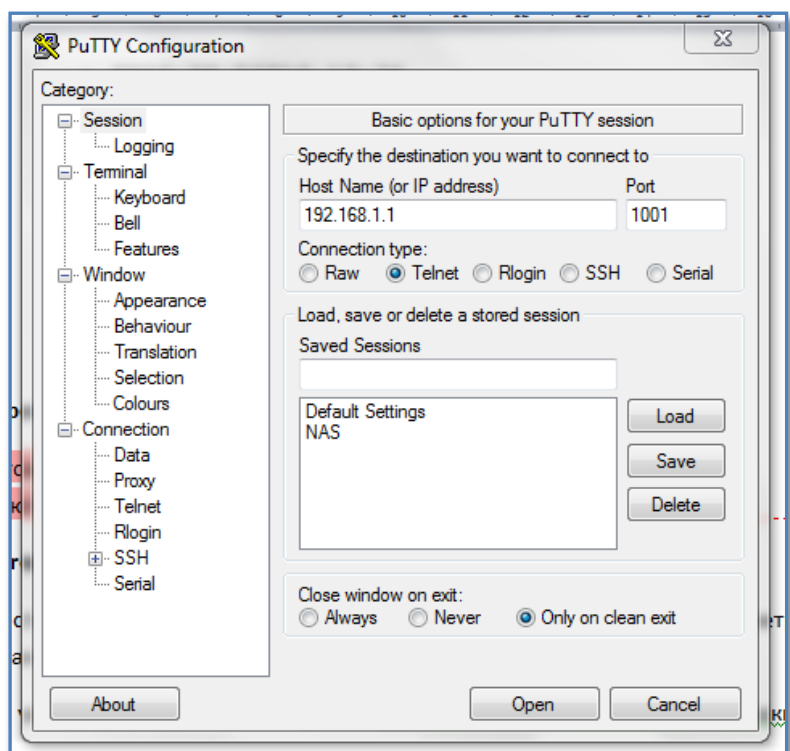 PuTTY Configuration
Category:
Session
Logging
Terminal
Keyboard
Bell
Features
Window
Appearance
Behaviour
Translation
Selection
Colours
Connection
Data
Proxy
Telnet
Rlogin
SSH
Serial
Basic options for your PuTTY session
Specify the destination you want to connect to
Host Name (or IP address) Port
192.168.1.1 1001
Connection type:
Raw Telnet Rlogin SSH Serial
Load, save or delete a stored session
Saved Sessions
Default Settings
NAS
Load
Save
Delete
Close window on exit:
Always Never Only on clean exit
About Open Cancel